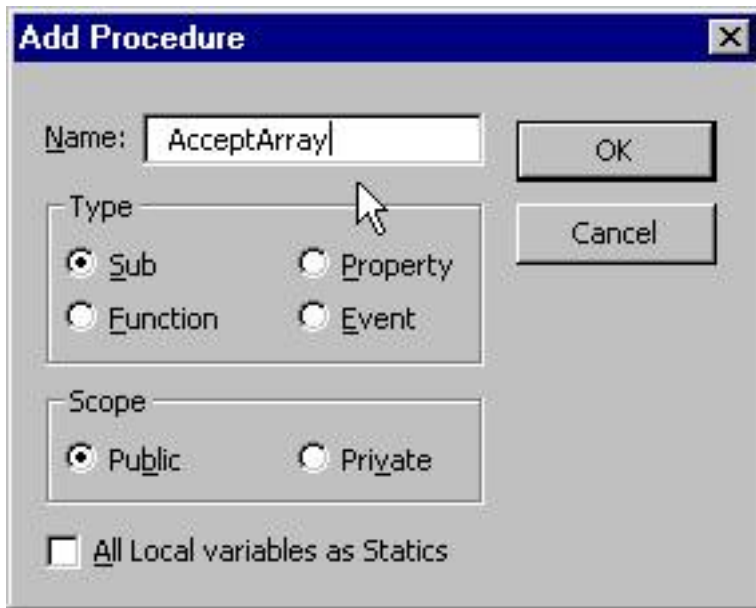 Add Procedure
Name: AcceptArray
OK
Type
Cancel
Sub Property
Function Event
Scope
Public Private
All Local variables as Statics